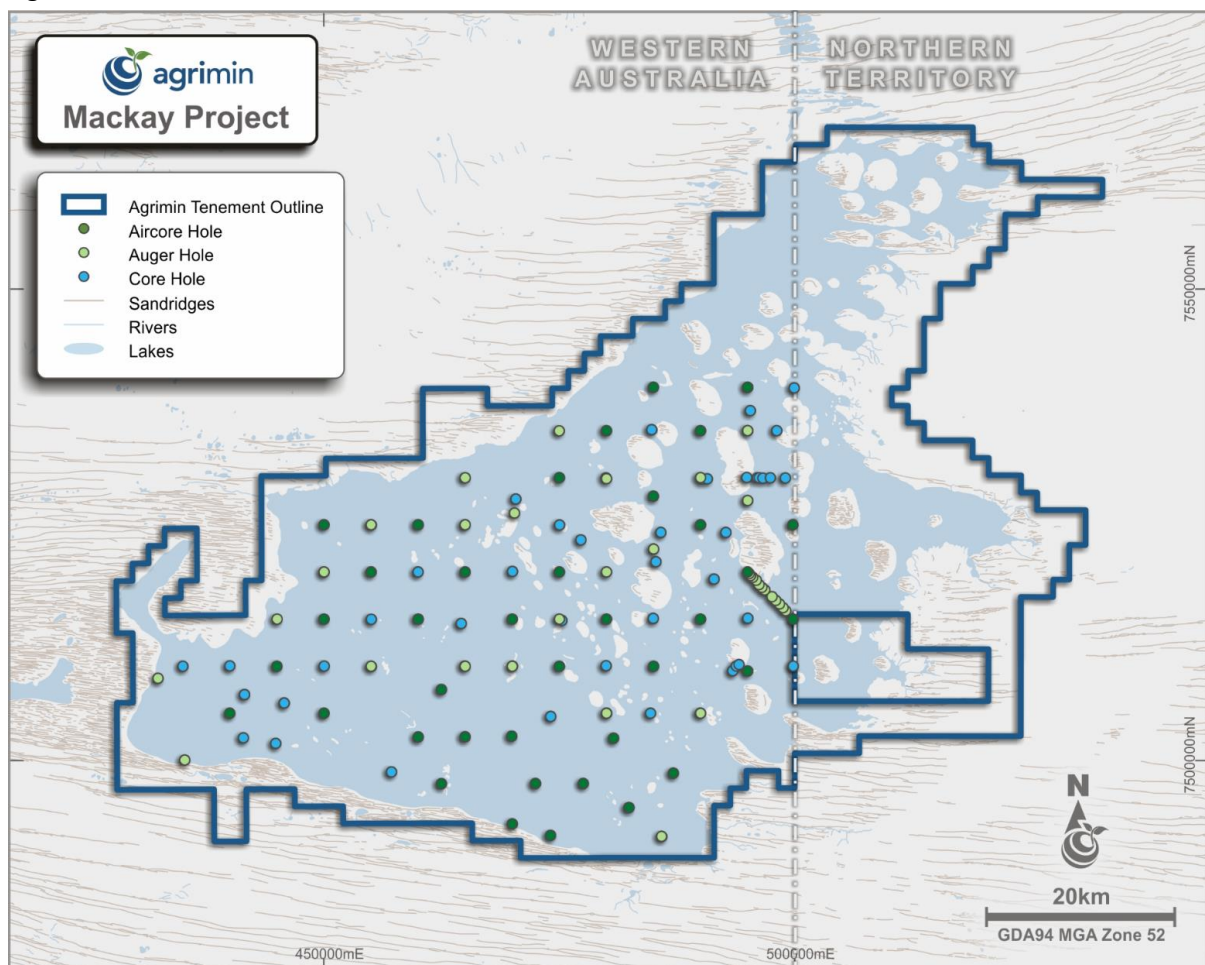 WESTERN AUSTRALIA
NORTHERN TERRITORY
agrimin
Mackay Project
Agrimin Tenement Outline
Aircore Hole
Auger Hole
Core Hole
Sandridges
Rivers
Lakes
7550000mN
7500000mN
N
20km
GDA94 MGA Zone 52
450000mE
500000mE